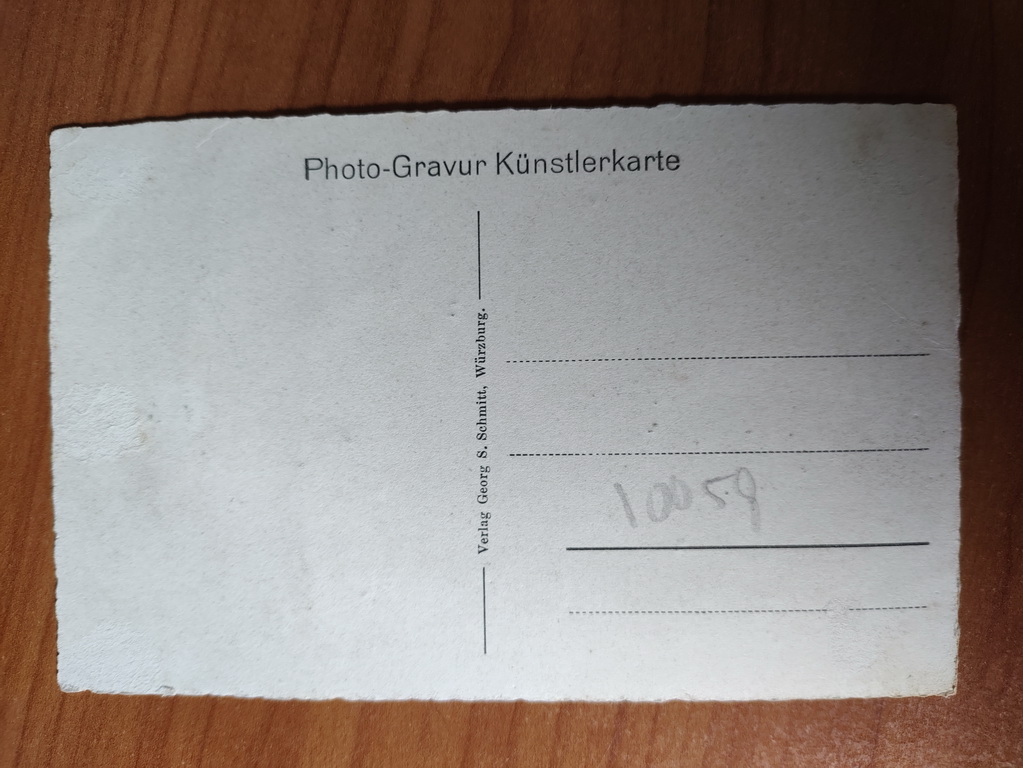 Photo-Gravur Künstlerkarte
Verlag Georg S. Schmitt, Würzburg.
10059